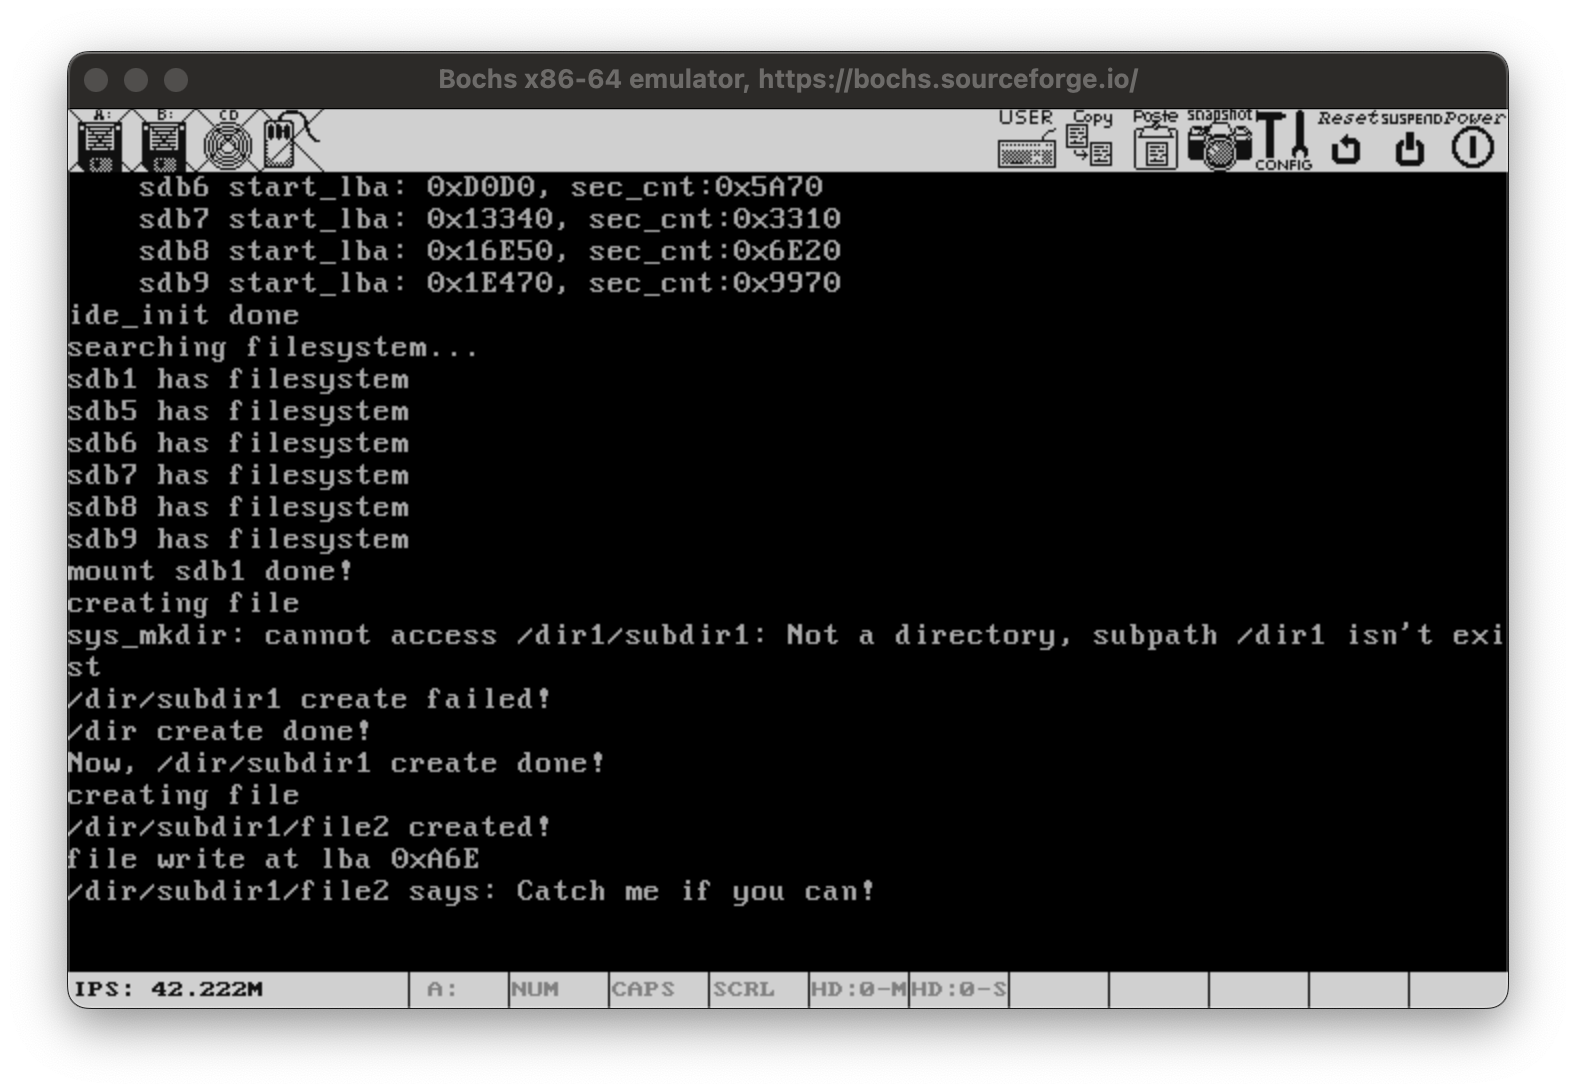 Bochs x86-64 emulator, https://bochs.sourceforge.io/
A: B: CD USER Copy Paste snapshot CONFIG Reset SUSPEND Power
sdb6 start_lba: 0xD0D0, sec_cnt:0x5A70
sdb7 start_lba: 0x13340, sec_cnt:0x3310
sdb8 start_lba: 0x16E50, sec_cnt:0x6E20
sdb9 start_lba: 0x1E470, sec_cnt:0x9970
ide_init done
searching filesystem...
sdb1 has filesystem
sdb5 has filesystem
sdb6 has filesystem
sdb7 has filesystem
sdb8 has filesystem
sdb9 has filesystem
mount sdb1 done!
creating file
sys_mkdir: cannot access /dir1/subdir1: Not a directory, subpath /dir1 isn't exi
st
/dir/subdir1 create failed!
/dir create done!
Now, /dir/subdir1 create done!
creating file
/dir/subdir1/file2 created!
file write at lba 0xA6E
/dir/subdir1/file2 says: Catch me if you can!
IPS: 42.222M A: NUM CAPS SCRL HD:0-M HD:0-S